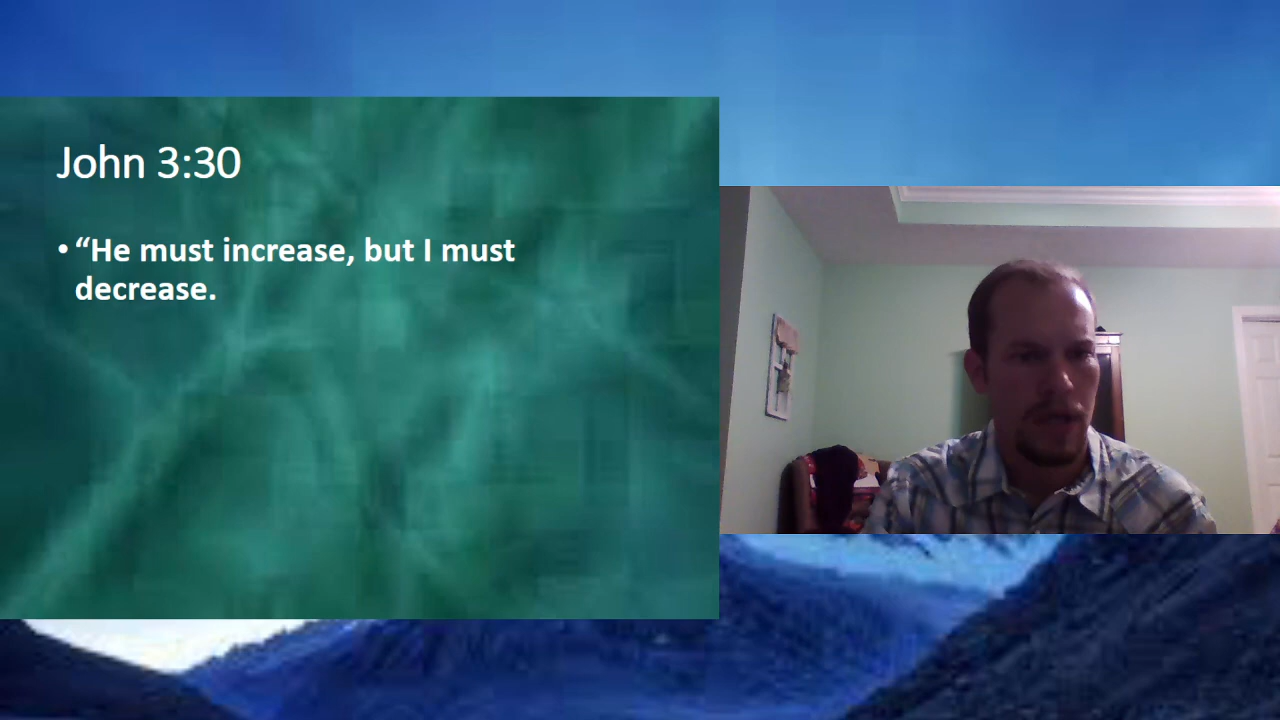 John 3:30
• “He must increase, but I must
decrease.